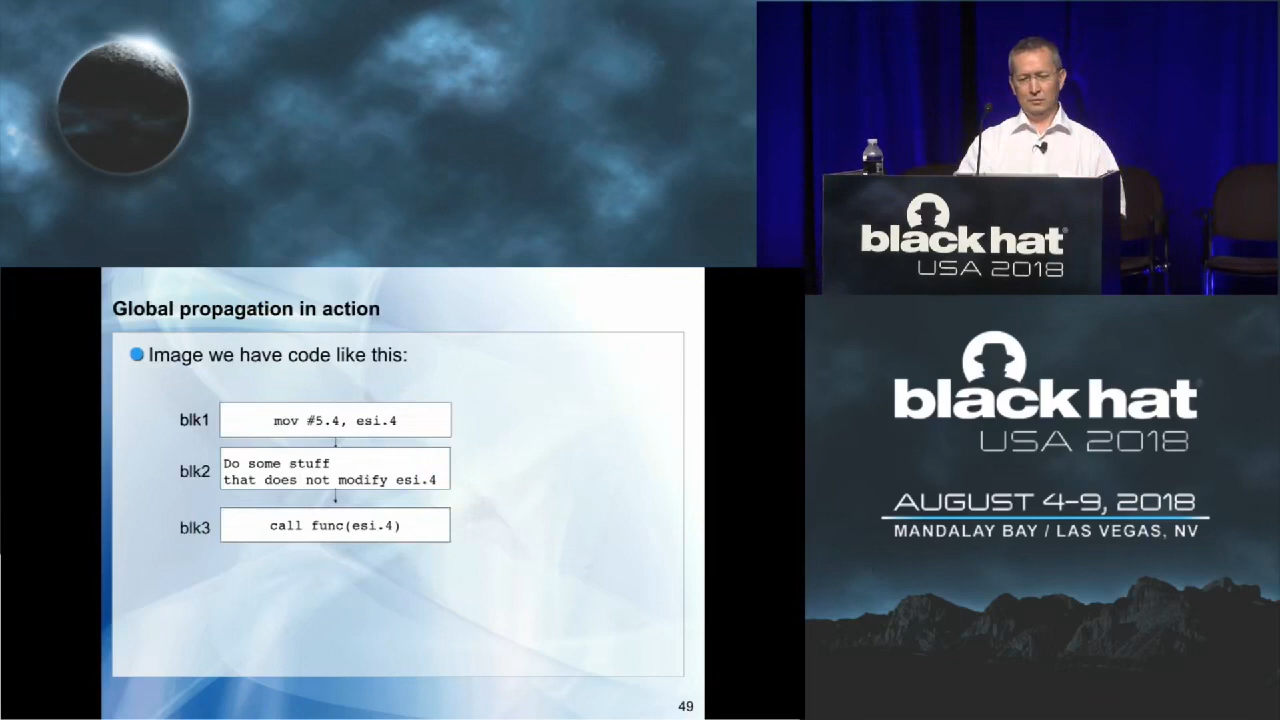 black hat
USA 2018
Global propagation in action
Image we have code like this:
blk1
mov #5.4, esi.4
blk2
Do some stuff
that does not modify esi.4
blk3
call func(esi.4)
49
black hat
USA 2018
AUGUST 4-9, 2018
MANDALAY BAY / LAS VEGAS, NV